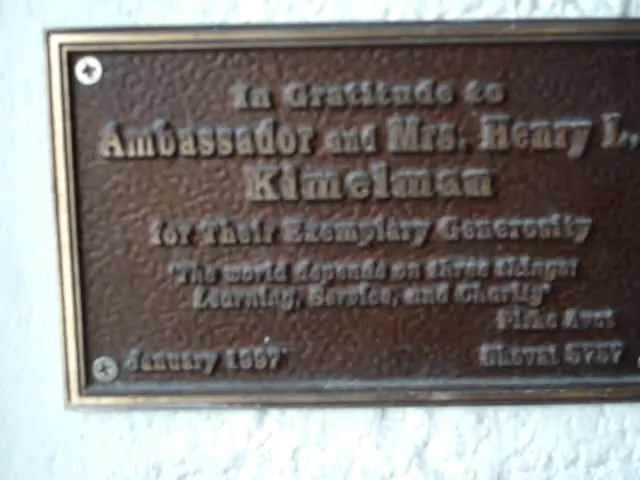 In Gratitude to
Ambassador and Mrs. Henry L.
Kimelman
for Their Exemplary Generosity
"The world depends on three things:
Learning, Service, and Charity"
Pirke Avot
January 1997 Shevat 5757